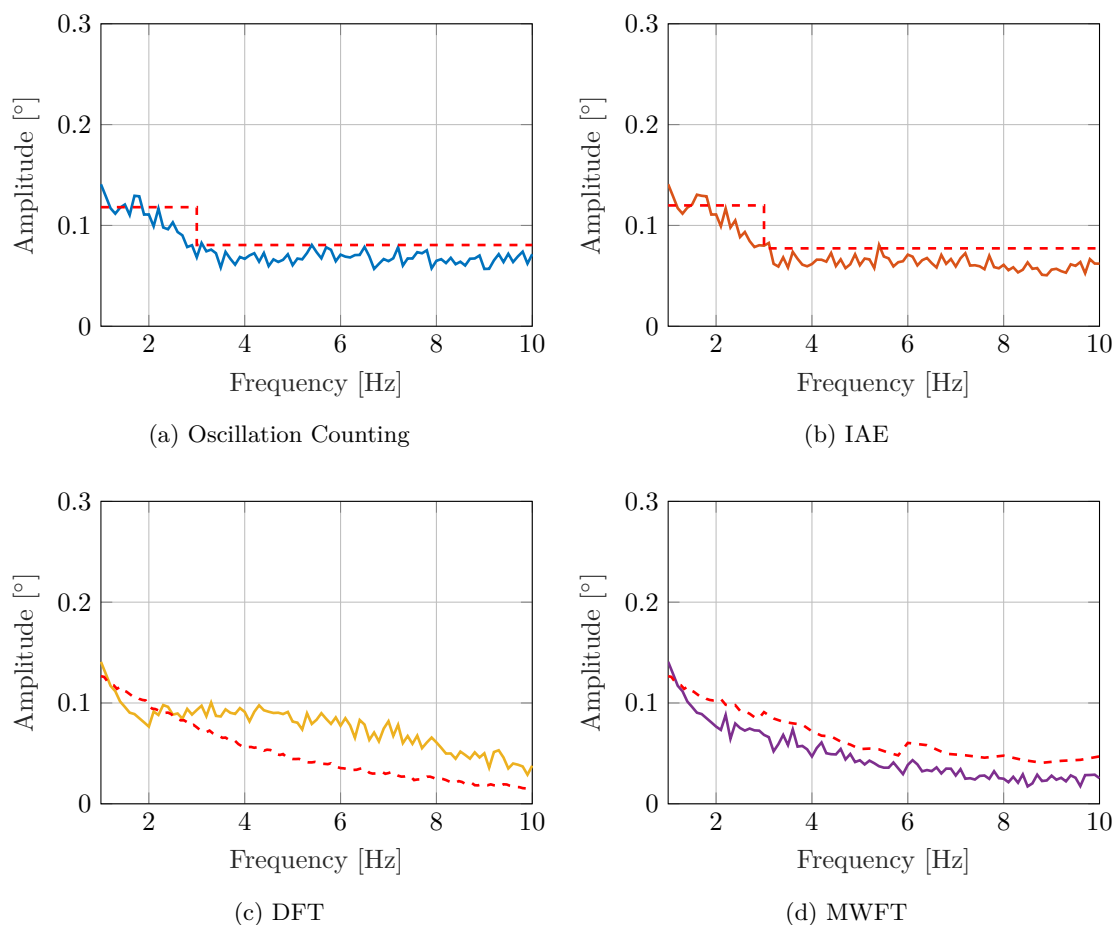 0.3
0.2
0.1
0
Amplitude [°]
2 4 6 8 10
Frequency [Hz]
(a) Oscillation Counting
0.3
0.2
0.1
0
Amplitude [°]
2 4 6 8 10
Frequency [Hz]
(b) IAE
0.3
0.2
0.1
0
Amplitude [°]
2 4 6 8 10
Frequency [Hz]
(c) DFT
0.3
0.2
0.1
0
Amplitude [°]
2 4 6 8 10
Frequency [Hz]
(d) MWFT